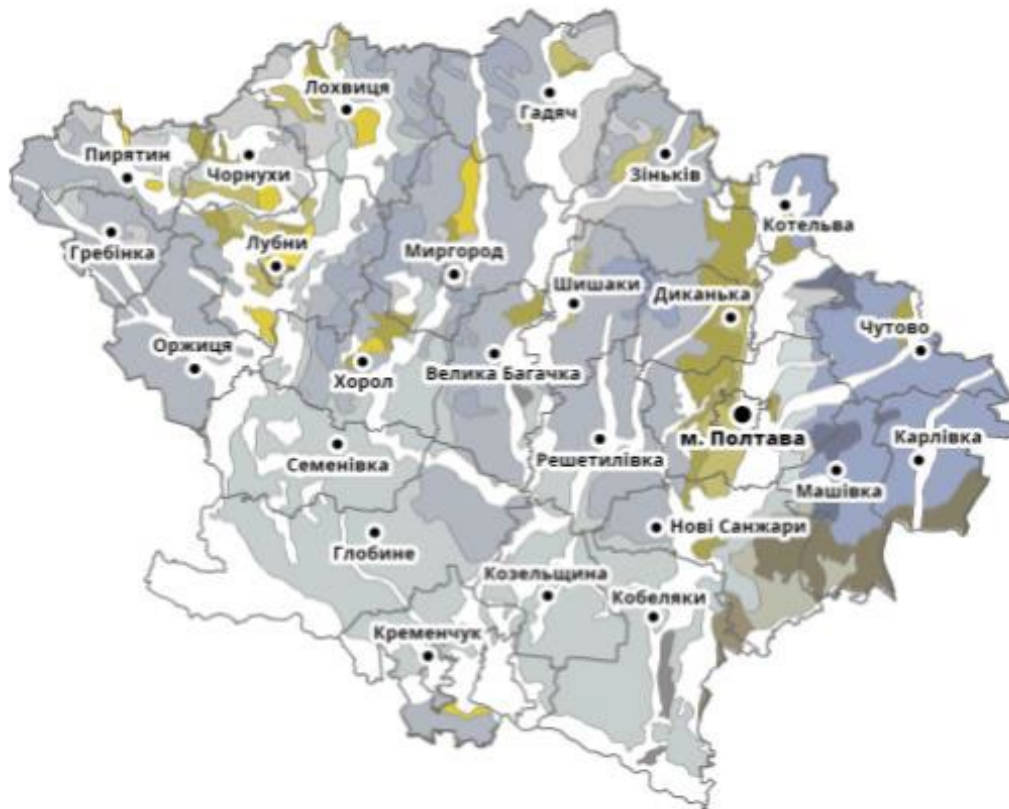 Лохвиця
Гадяч
Пирятин
Чорнухи
Зіньків
Котельва
Гребінка
Лубни
Миргород
Шишаки
Диканька
Чутово
Оржиця
Хорол
Велика Багачка
м. Полтава
Карлівка
Семенівка
Решетилівка
Машівка
Нові Санжари
Глобине
Козельщина
Кобеляки
Кременчук